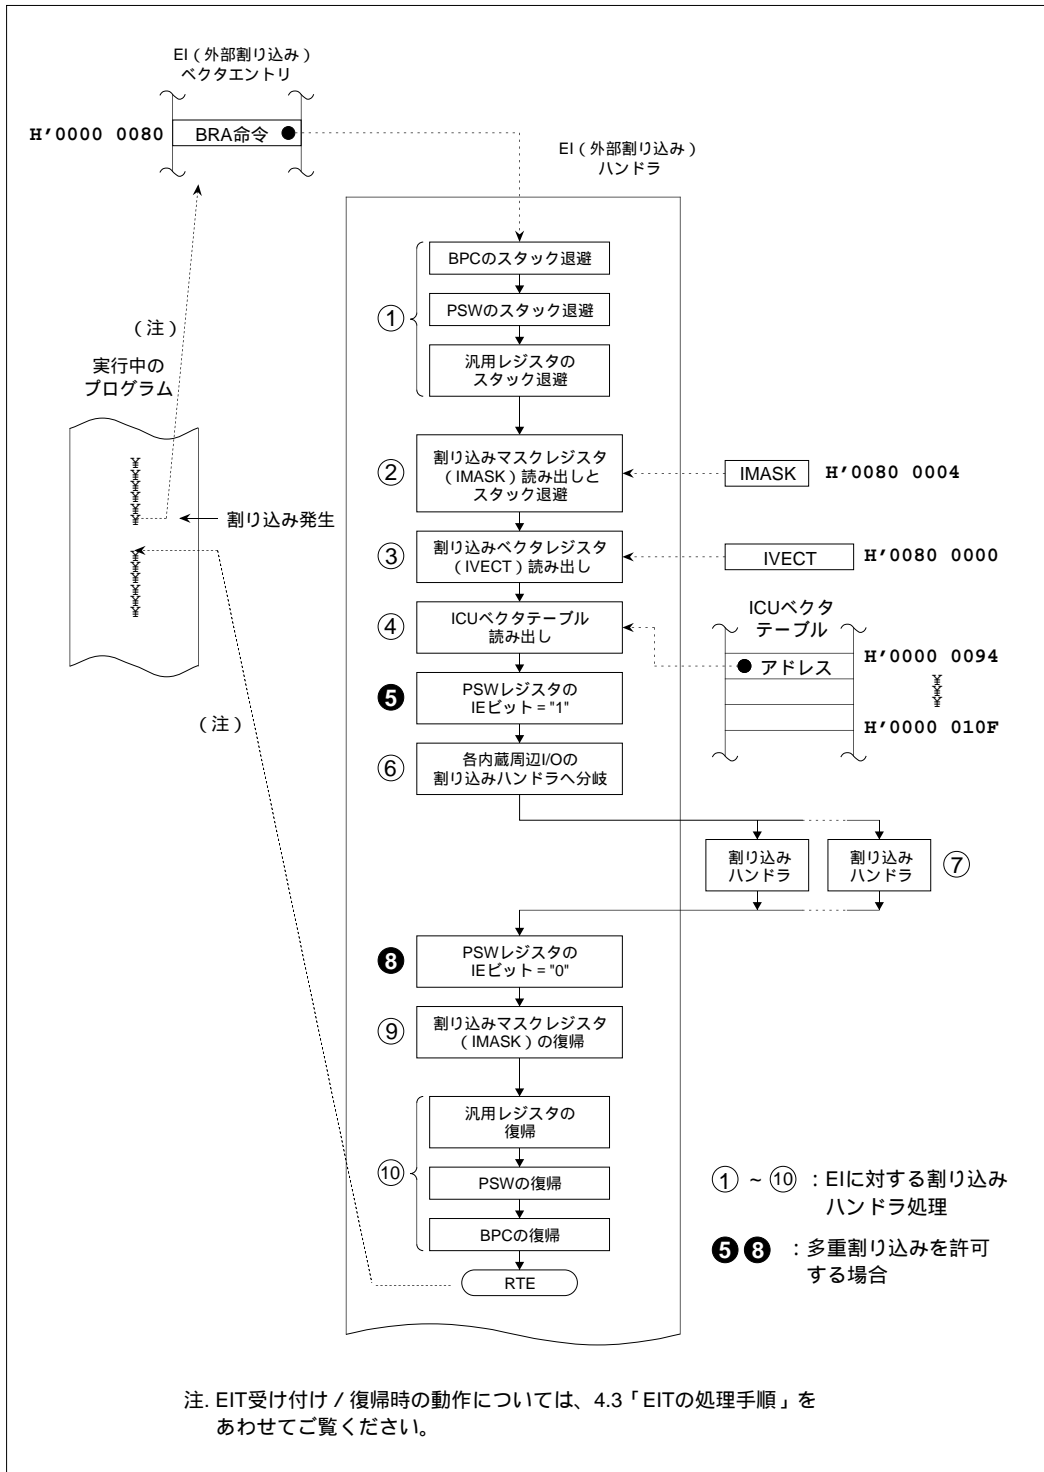 EI（外部割り込み）
ベクタエントリ
H'0000 0080
BRA命令
EI（外部割り込み）
ハンドラ
BPCのスタック退避
PSWのスタック退避
①
汎用レジスタの
スタック退避
（注）
実行中の
プログラム
割り込み発生
②
割り込みマスクレジスタ
（IMASK）読み出しと
スタック退避
IMASK
H'0080 0004
③
割り込みベクタレジスタ
（IVECT）読み出し
IVECT
H'0080 0000
④
ICUベクタテーブル
読み出し
ICUベクタ
テーブル
アドレス
H'0000 0094
H'0000 010F
❺
PSWレジスタの
IEビット = "1"
（注）
⑥
各内蔵周辺I/Oの
割り込みハンドラへ分岐
割り込み
ハンドラ
割り込み
ハンドラ
⑦
❽
PSWレジスタの
IEビット = "0"
⑨
割り込みマスクレジスタ
（IMASK）の復帰
汎用レジスタの
復帰
⑩
PSWの復帰
BPCの復帰
RTE
① ~ ⑩ ：EIに対する割り込み
ハンドラ処理
❺❽ ：多重割り込みを許可
する場合
注. EIT受け付け / 復帰時の動作については、4.3「EITの処理手順」を
あわせてご覧ください。